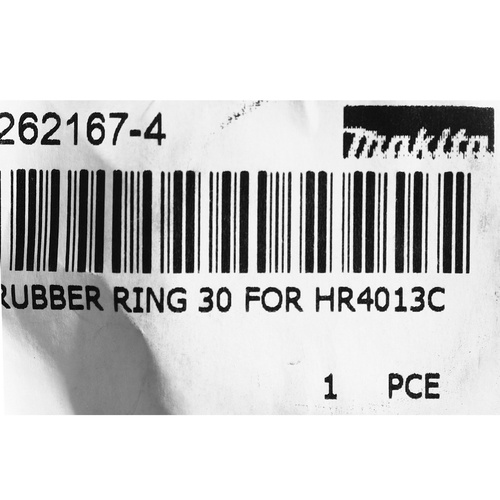 262167-4
makita
RUBBER RING 30 FOR HR4013C
1 PCE